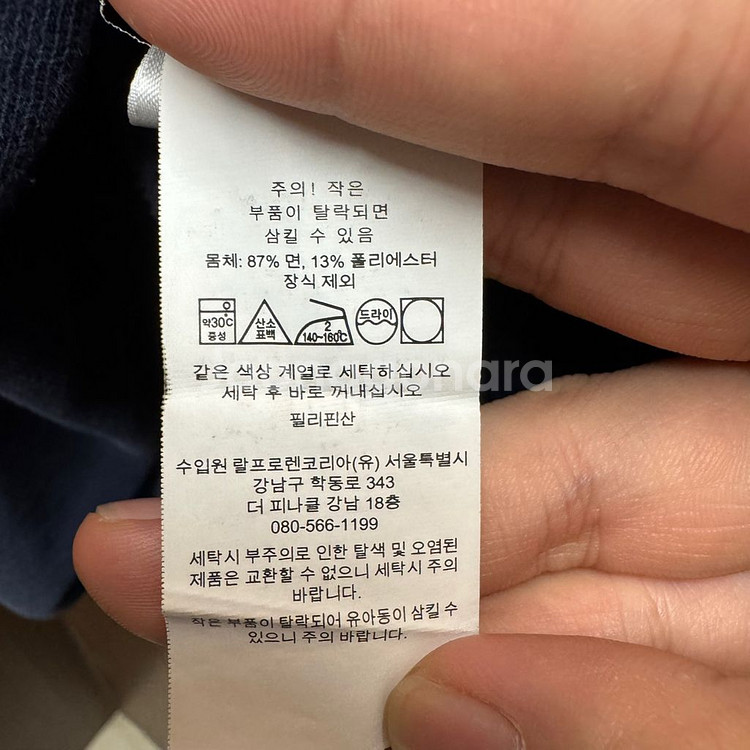 주의! 작은
부품이 탈락되면
삼킬 수 있음
몸체: 87% 면, 13% 폴리에스터
장식 제외
약30℃
중성
산소
표백
2
140~160℃
드라이
같은 색상 계열로 세탁하십시오
세탁 후 바로 꺼내십시오
필리핀산
수입원 랄프로렌코리아(유) 서울특별시
강남구 학동로 343
더 피나클 강남 18층
080-566-1199
세탁시 부주의로 인한 탈색 및 오염된
제품은 교환할 수 없으니 세탁시 주의
바랍니다.
작은 부품이 탈락되어 유아동이 삼킬 수
있으니 주의 바랍니다.